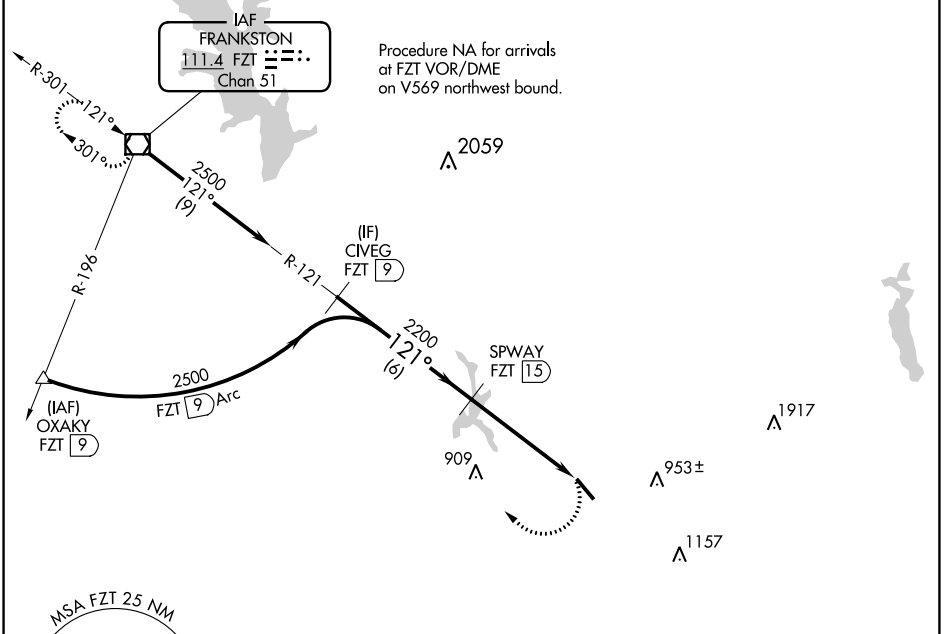 IAF
FRANKSTON
111.4 FZT
Chan 51
Procedure NA for arrivals
at FZT VOR/DME
on V569 northwest bound.
R-301
121°
301°
2059
2500
121°
(9)
R-196
R-121
(IF)
CIVEG
FZT 9
2200
121°
(6)
SPWAY
FZT 15
2500
FZT 9 Arc
(IAF)
OXAKY
FZT 9
1917
909
953±
1157
MSA FZT 25 NM